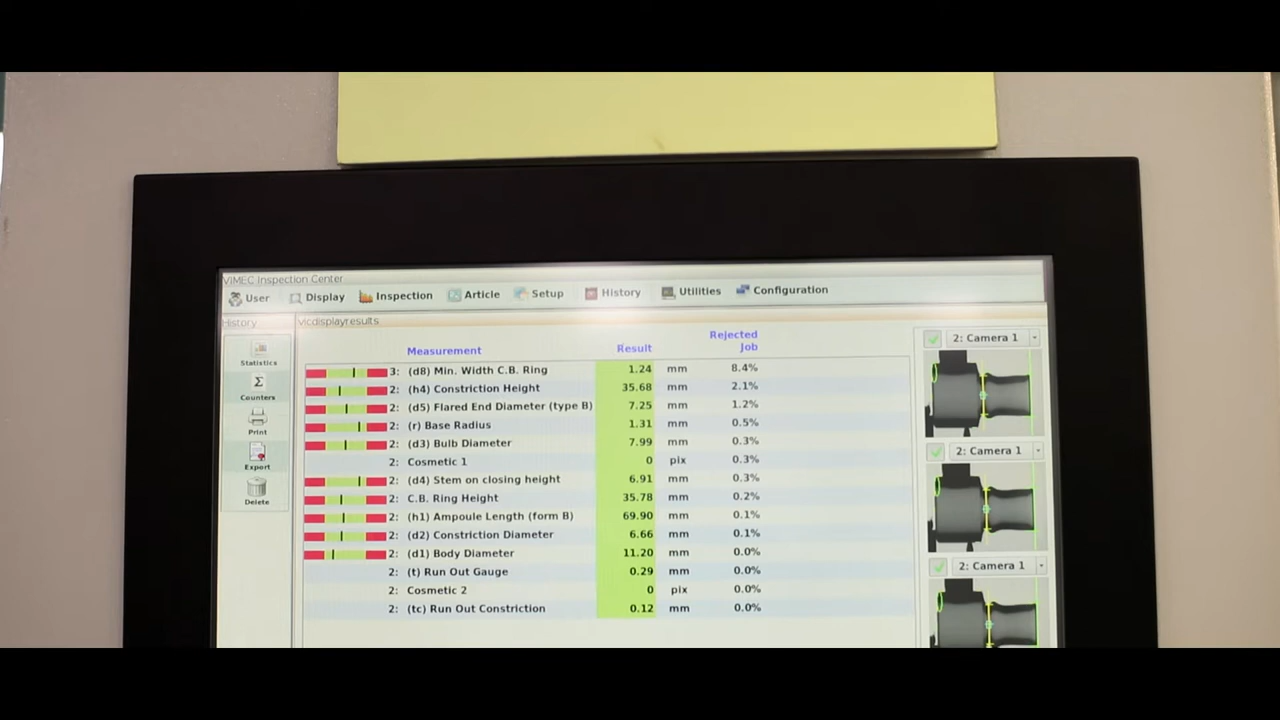 VIMEC Inspection Center
User Display Inspection Article Setup History Utilities Configuration
History
vicdisplayresults
Statistics
Counters
Print
Export
Delete
Measurement Result Rejected Job
3: (d8) Min. Width C.B. Ring 1.24 mm 8.4%
2: (h4) Constriction Height 35.68 mm 2.1%
2: (d5) Flared End Diameter (type B) 7.25 mm 1.2%
2: (r) Base Radius 1.31 mm 0.5%
2: (d3) Bulb Diameter 7.99 mm 0.3%
2: Cosmetic 1 0 pix 0.3%
2: (d4) Stem on closing height 6.91 mm 0.3%
2: C.B. Ring Height 35.78 mm 0.2%
2: (h1) Ampoule Length (form B) 69.90 mm 0.1%
2: (d2) Constriction Diameter 6.66 mm 0.1%
2: (d1) Body Diameter 11.20 mm 0.0%
2: (t) Run Out Gauge 0.29 mm 0.0%
2: Cosmetic 2 0 pix 0.0%
2: (tc) Run Out Constriction 0.12 mm 0.0%
2: Camera 1
2: Camera 1
2: Camera 1